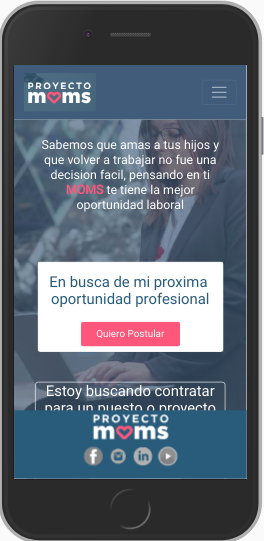 PROYECTO
moms
Sabemos que amas a tus hijos y
que volver a trabajar no fue una
decision facil, pensando en ti
MOMS te tiene la mejor
oportunidad laboral
En busca de mi proxima
oportunidad profesional
Quiero Postular
Estoy buscando contratar
para un puesto o proyecto
PROYECTO
moms